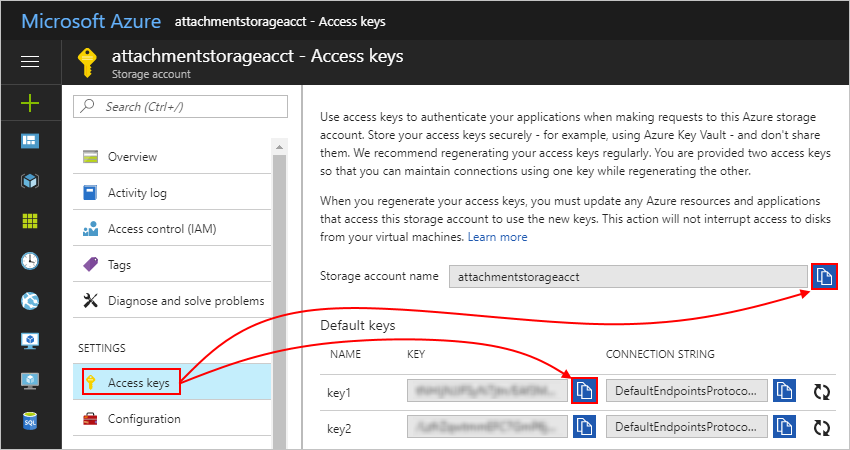 Microsoft Azure attachmentstorageacct - Access keys
attachmentstorageacct - Access keys
Storage account
Search (Ctrl+/)
Overview
Activity log
Access control (IAM)
Tags
Diagnose and solve problems
SETTINGS
Access keys
Configuration
Use access keys to authenticate your applications when making requests to this Azure storage
account. Store your access keys securely - for example, using Azure Key Vault - and don't share
them. We recommend regenerating your access keys regularly. You are provided two access keys
so that you can maintain connections using one key while regenerating the other.
When you regenerate your access keys, you must update any Azure resources and applications
that access this storage account to use the new keys. This action will not interrupt access to disks
from your virtual machines. Learn more
Storage account name attachmentstorageacct
Default keys
NAME KEY CONNECTION STRING
key1 DefaultEndpointsProtoco...
key2 DefaultEndpointsProtoco...
SQL